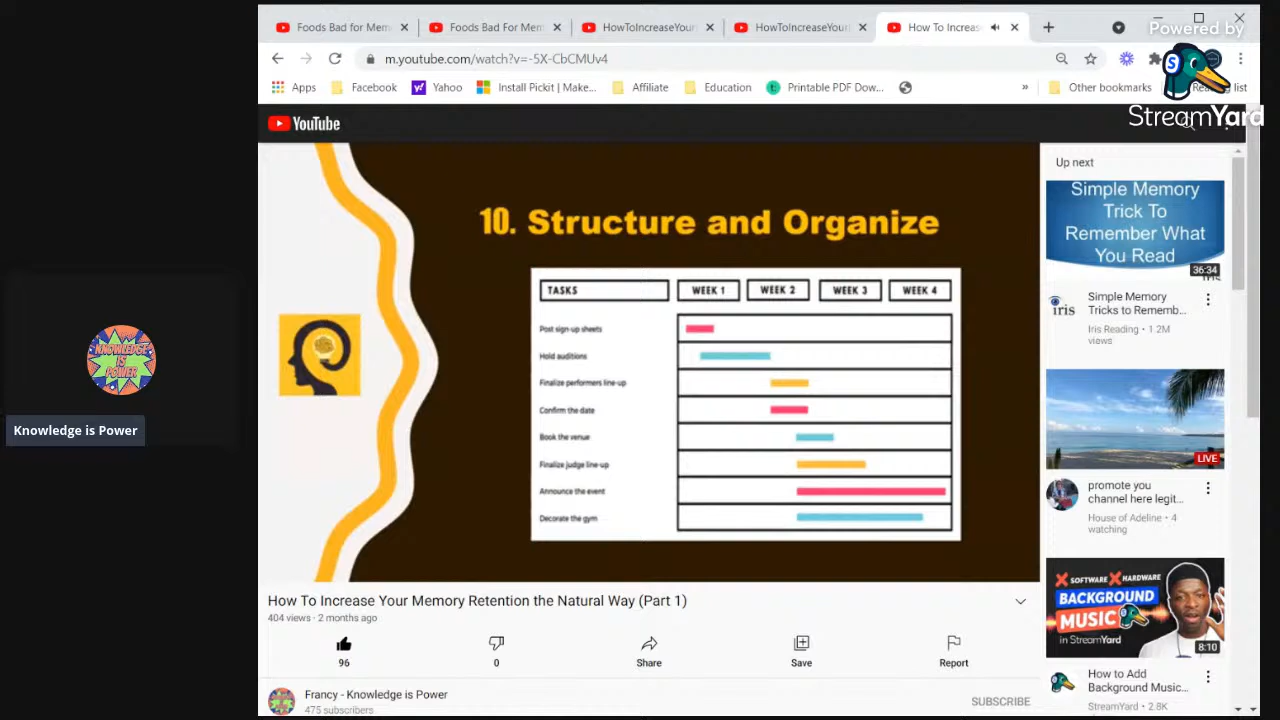 Foods Bad for Mem
Foods Bad For Ment
HowToIncreaseYour
HowToIncreaseYour
How To Increas
Powered by
m.youtube.com/watch?v=-5X-CbCMUv4
Apps
Facebook
Yahoo
Install Pickit | Make...
Affiliate
Education
Printable PDF Dow...
»
Other bookmarks
list
StreamYard
YouTube
Up next
10. Structure and Organize
TASKS
WEEK 1
WEEK 2
WEEK 3
WEEK 4
Post sign-up sheets
Hold auditions
Finalize performers line-up
Confirm the date
Book the venue
Finalize judge line-up
Announce the event
Decorate the gym
KNOWLEDGE
IS
POWER
Knowledge is Power
Simple Memory
Trick To
Remember What
You Read
36:34
iris
Simple Memory
Tricks to Rememb...
Iris Reading • 1.2M
views
LIVE
promote you
channel here legit...
House of Adeline • 4
watching
SOFTWARE HARDWARE
BACKGROUND
MUSIC
in StreamYard
8:10
How to Add
Background Music...
StreamYard • 2.8K
How To Increase Your Memory Retention the Natural Way (Part 1)
404 views · 2 months ago
96
0
Share
Save
Report
Francy - Knowledge is Power
475 subscribers
SUBSCRIBE